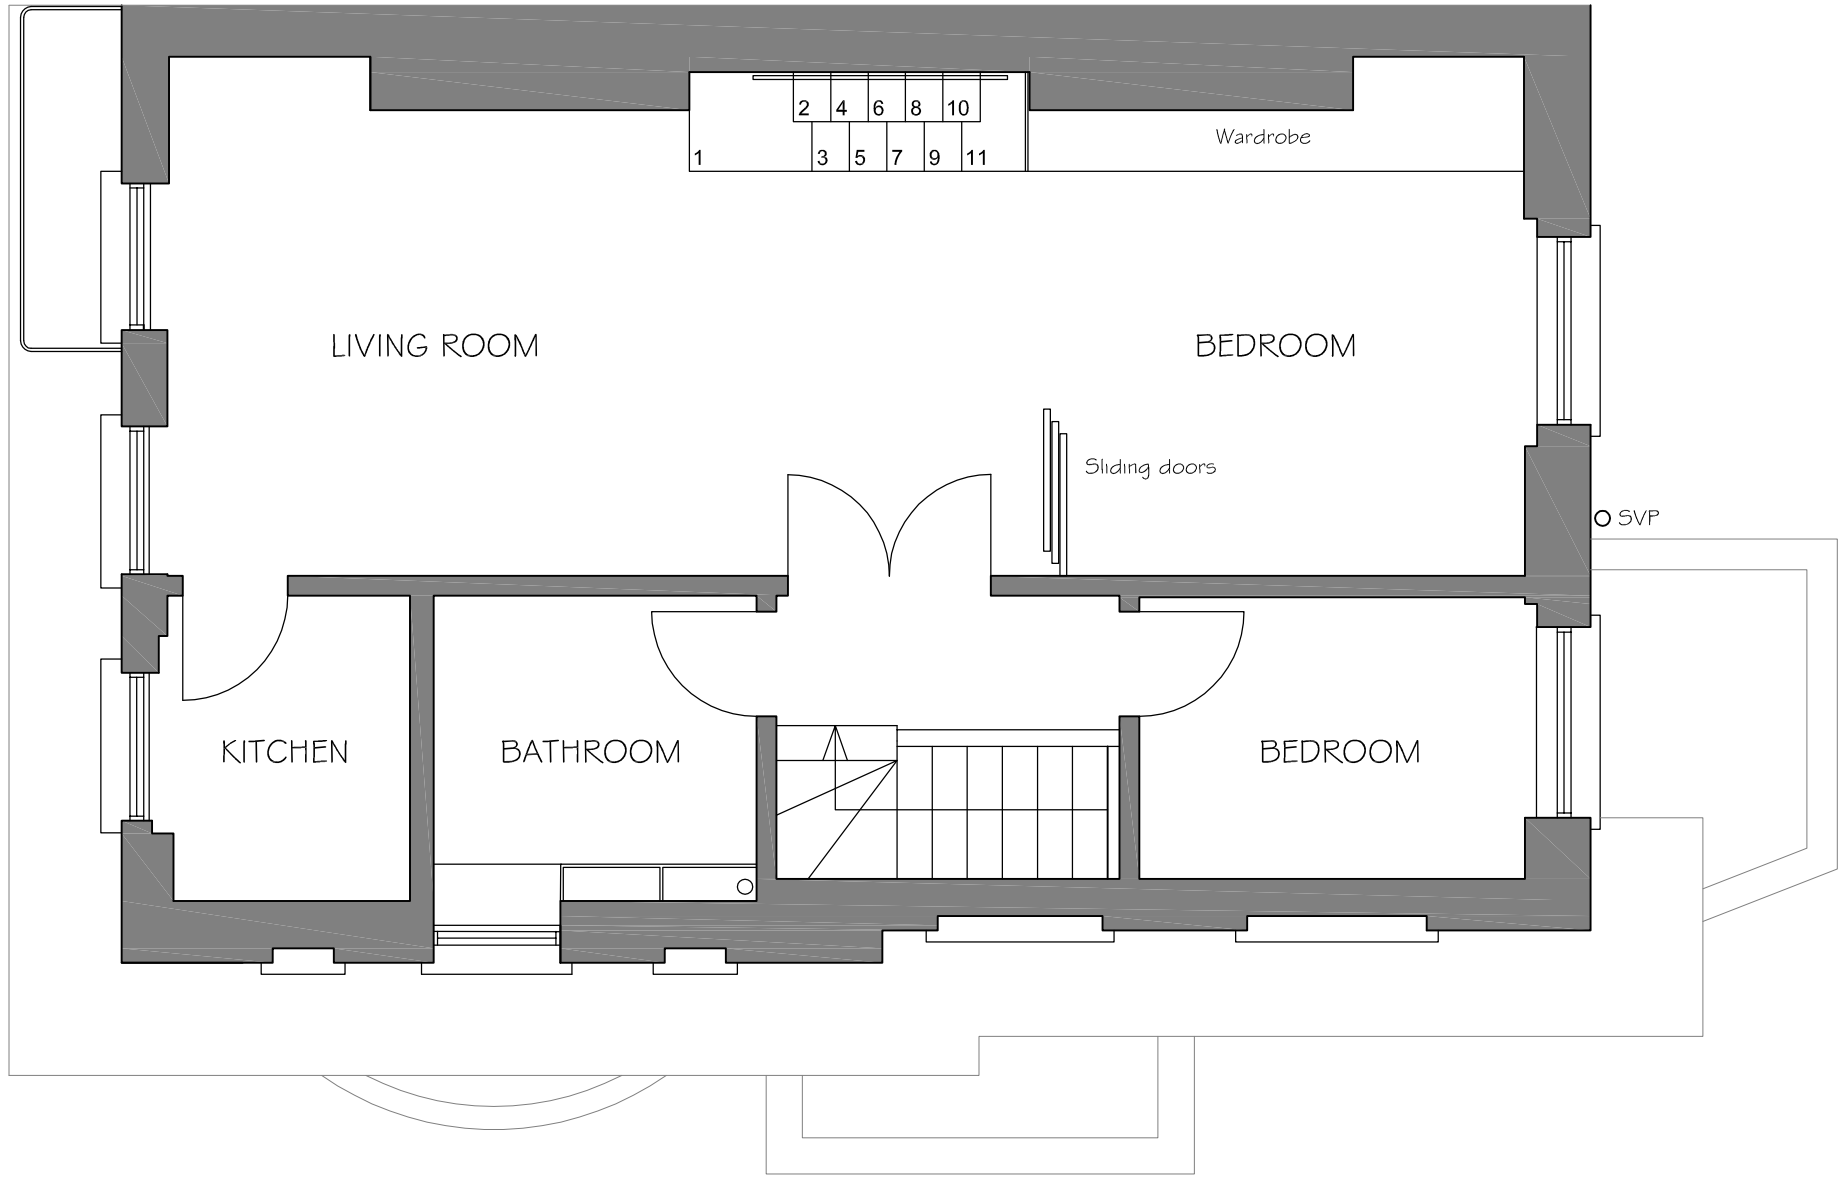 2 4 6 8 10
Wardrobe
1 3 5 7 9 11
LIVING ROOM
BEDROOM
Sliding doors
SVP
KITCHEN
BATHROOM
BEDROOM